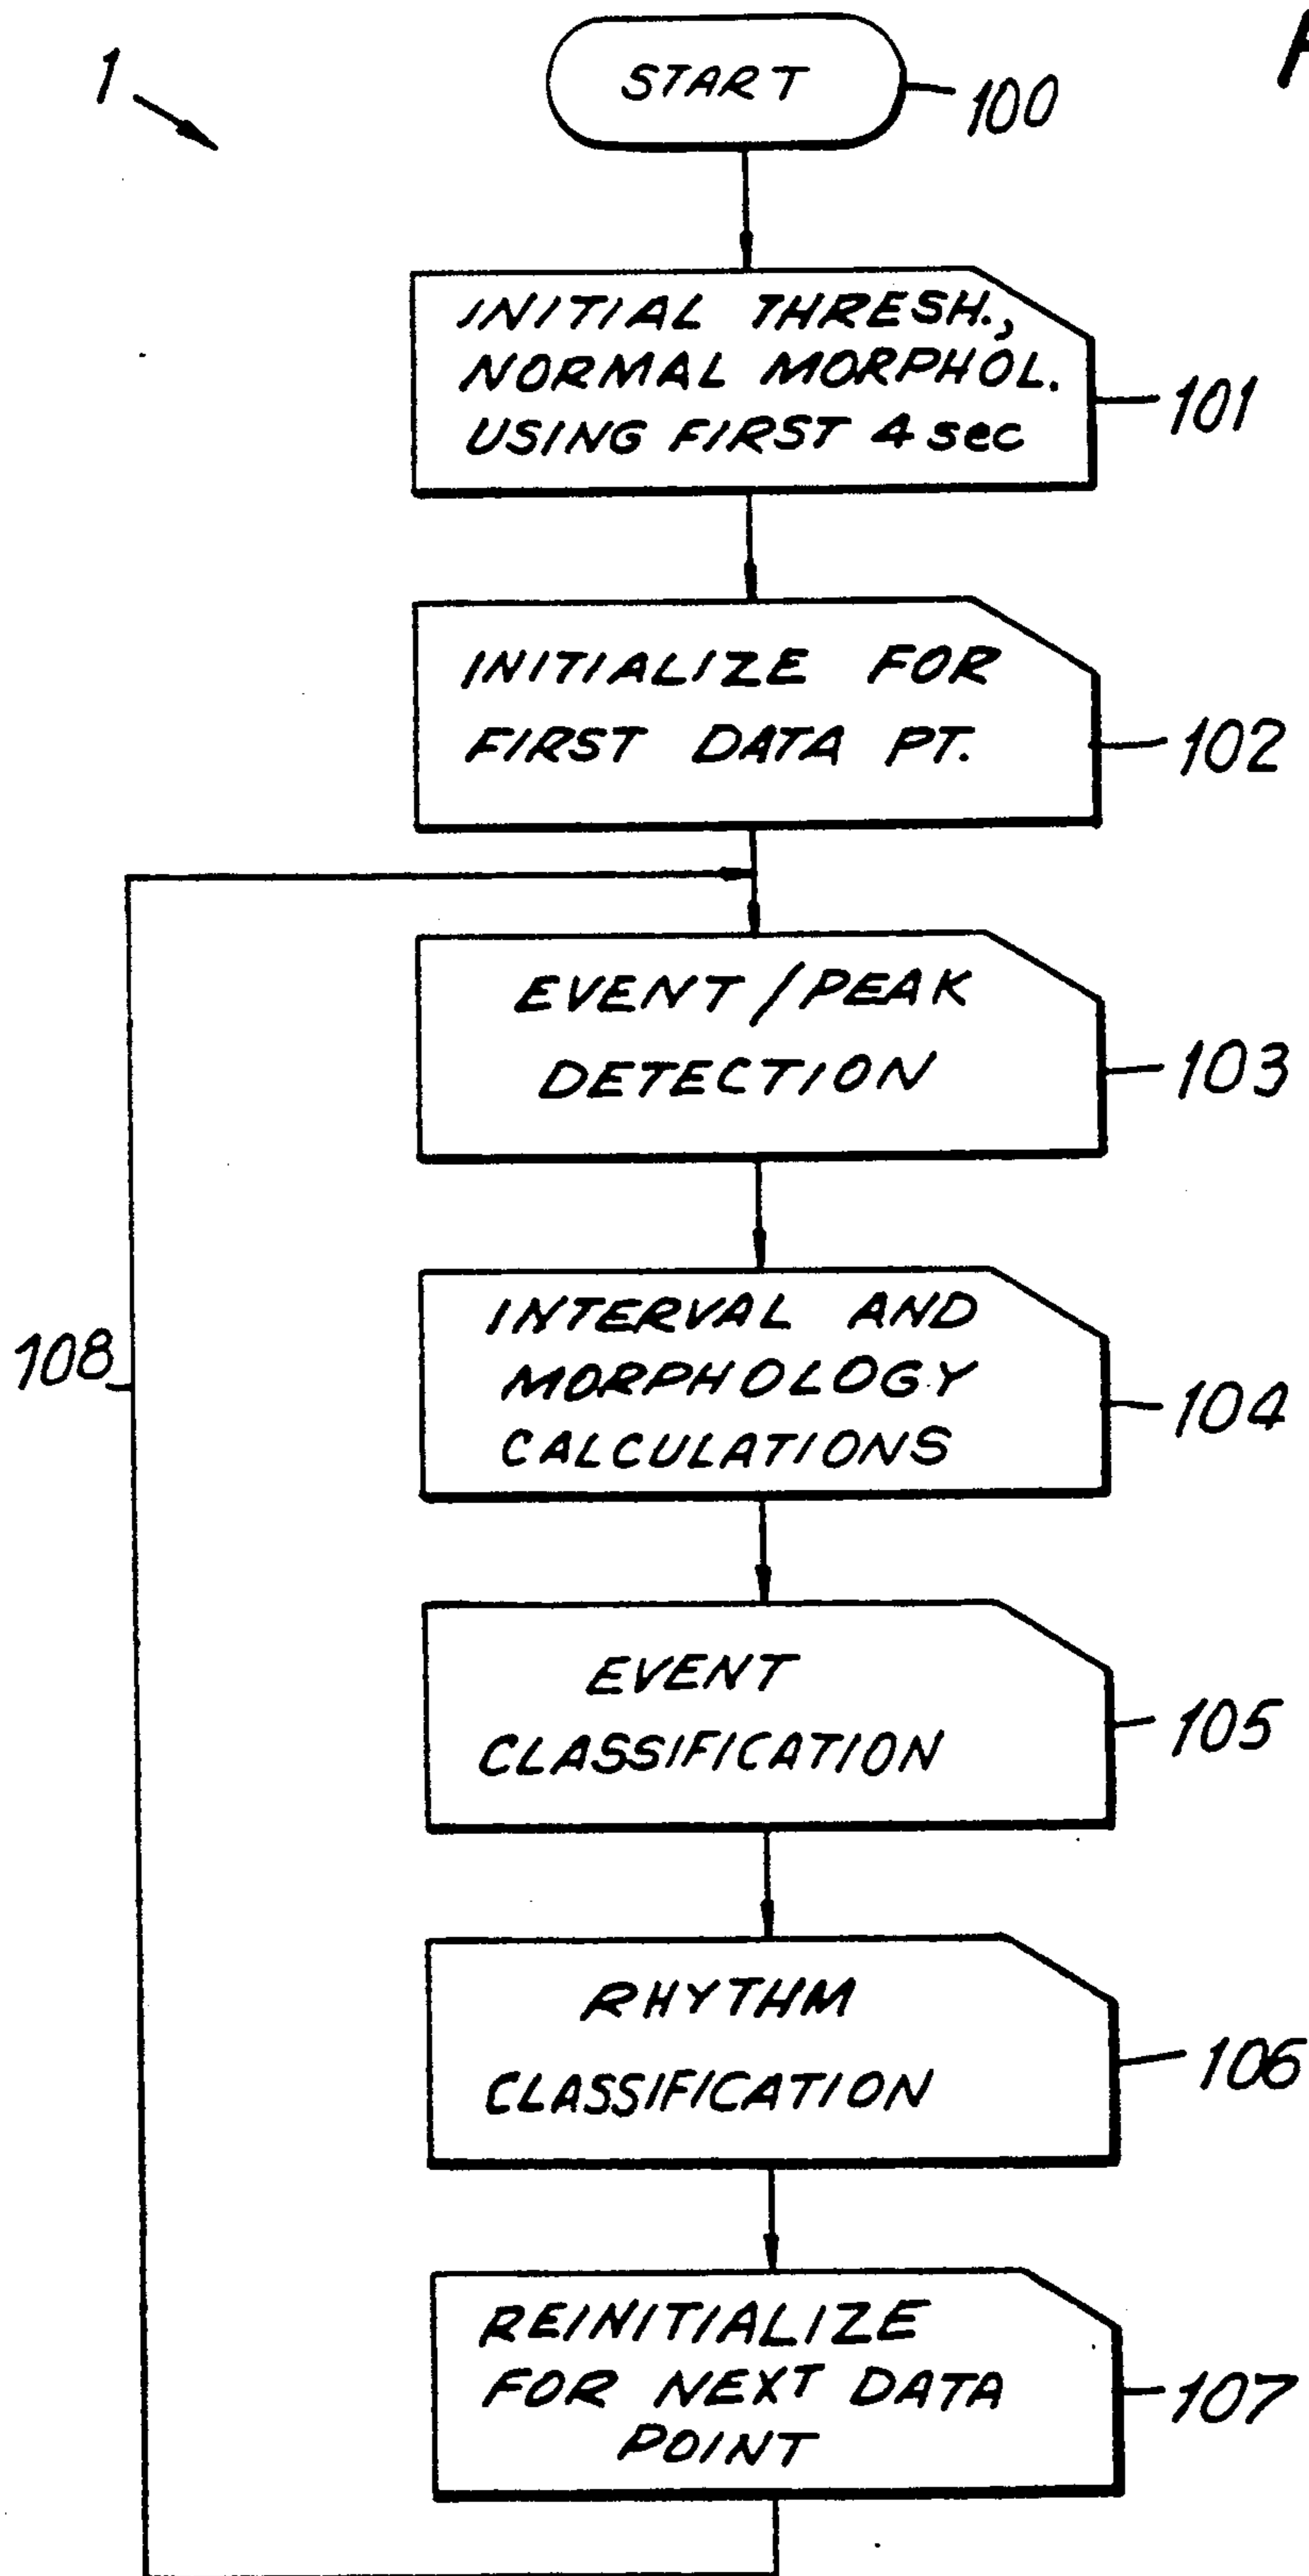 1
START
100
INITIAL THRESH.,
NORMAL MORPHOL.
USING FIRST 4 sec
101
INITIALIZE FOR
FIRST DATA PT.
102
EVENT/PEAK
DETECTION
103
INTERVAL AND
MORPHOLOGY
CALCULATIONS
104
108
EVENT
CLASSIFICATION
105
RHYTHM
CLASSIFICATION
106
REINITIALIZE
FOR NEXT DATA
POINT
107